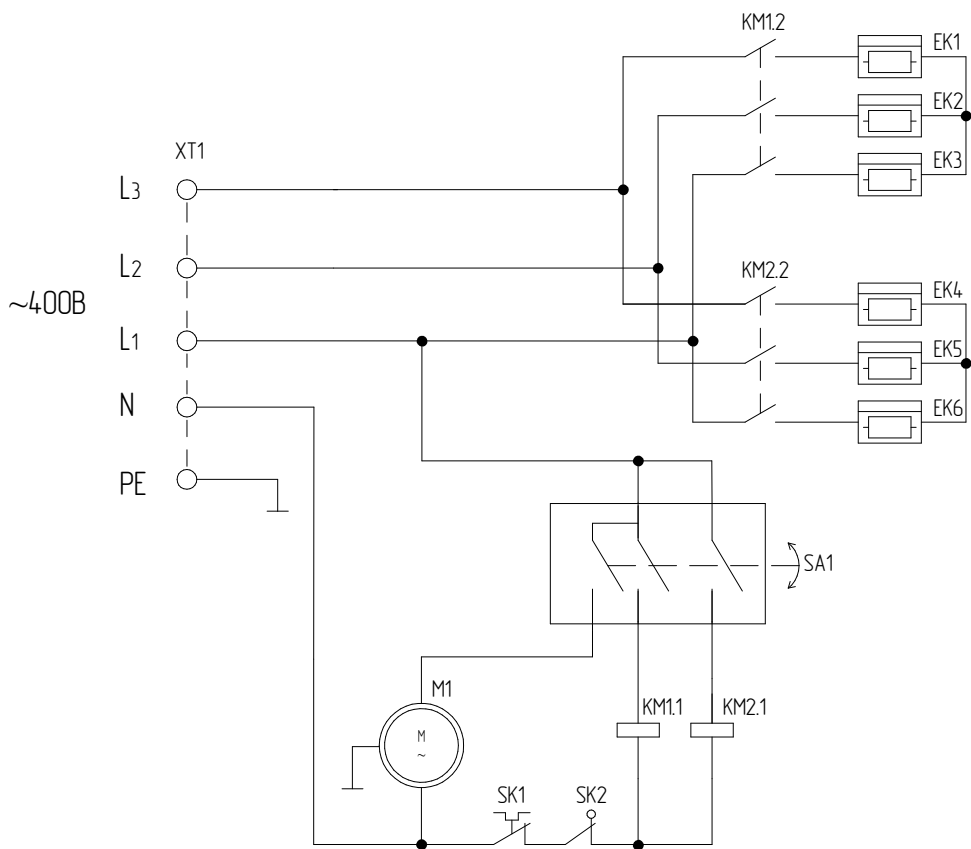 KM1.2
EK1
EK2
EK3
XT1
L3
L2
~400В
L1
N
PE
KM2.2
EK4
EK5
EK6
SA1
M1
M
~
KM1.1
KM2.1
SK1
SK2